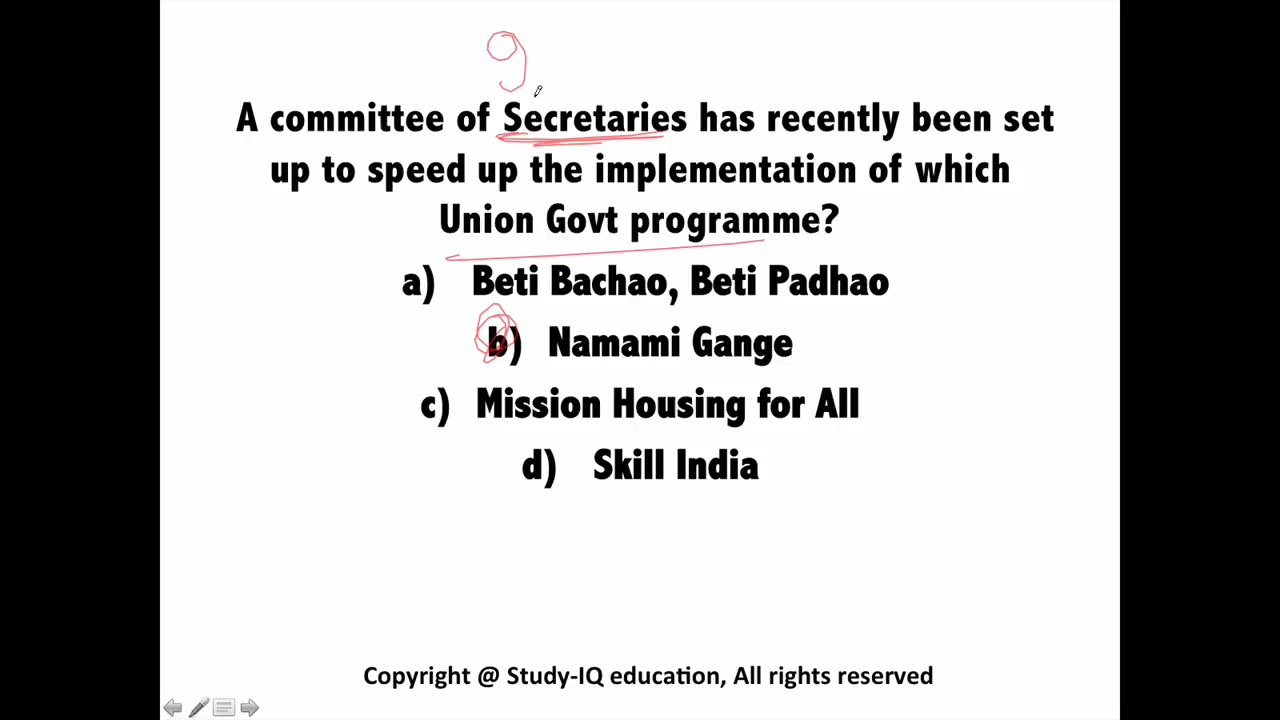 9
A committee of Secretaries has recently been set
up to speed up the implementation of which
Union Govt programme?
a) Beti Bachao, Beti Padhao
b) Namami Gange
c) Mission Housing for All
d) Skill India
Copyright @ Study-IQ education, All rights reserved